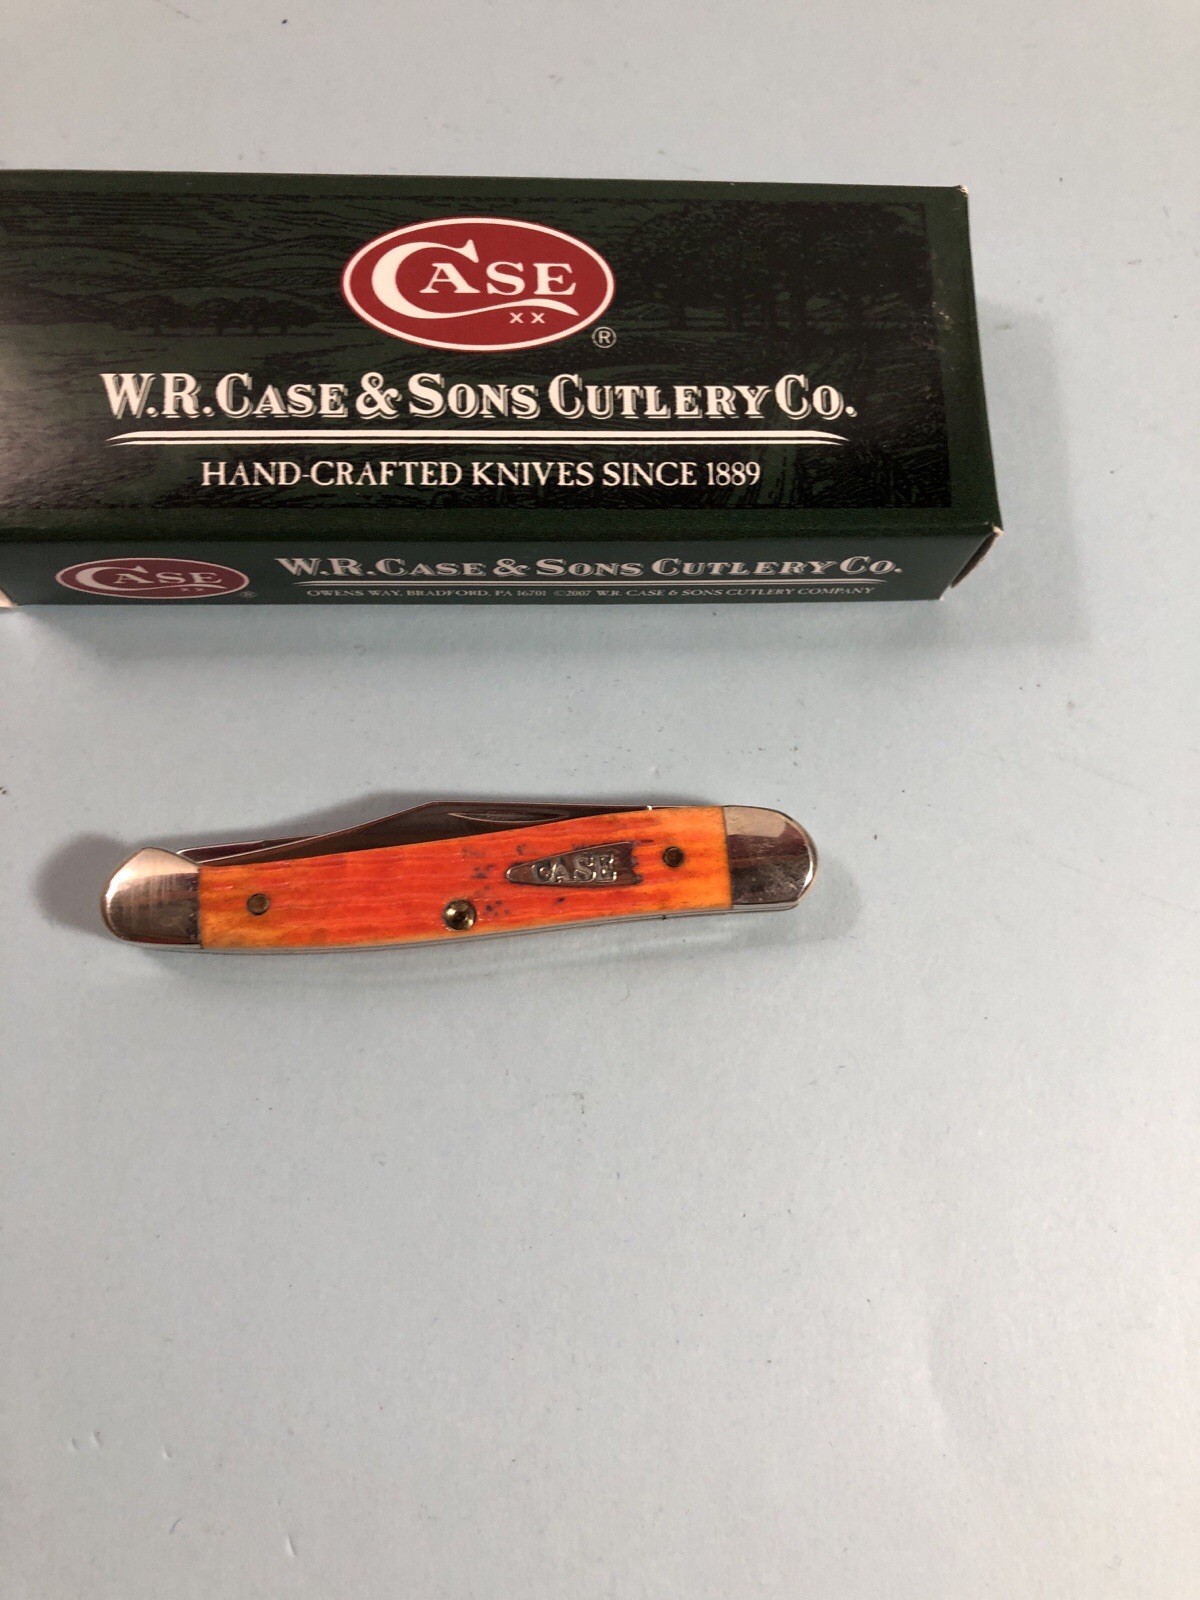 CASE
XX
®
W.R. CASE & SONS CUTLERY CO.
HAND-CRAFTED KNIVES SINCE 1889
CASE
XX
®
W.R. CASE & SONS CUTLERY CO.
OWENS WAY, BRADFORD, PA 16701 ©2007 W.R. CASE & SONS CUTLERY COMPANY
CASE